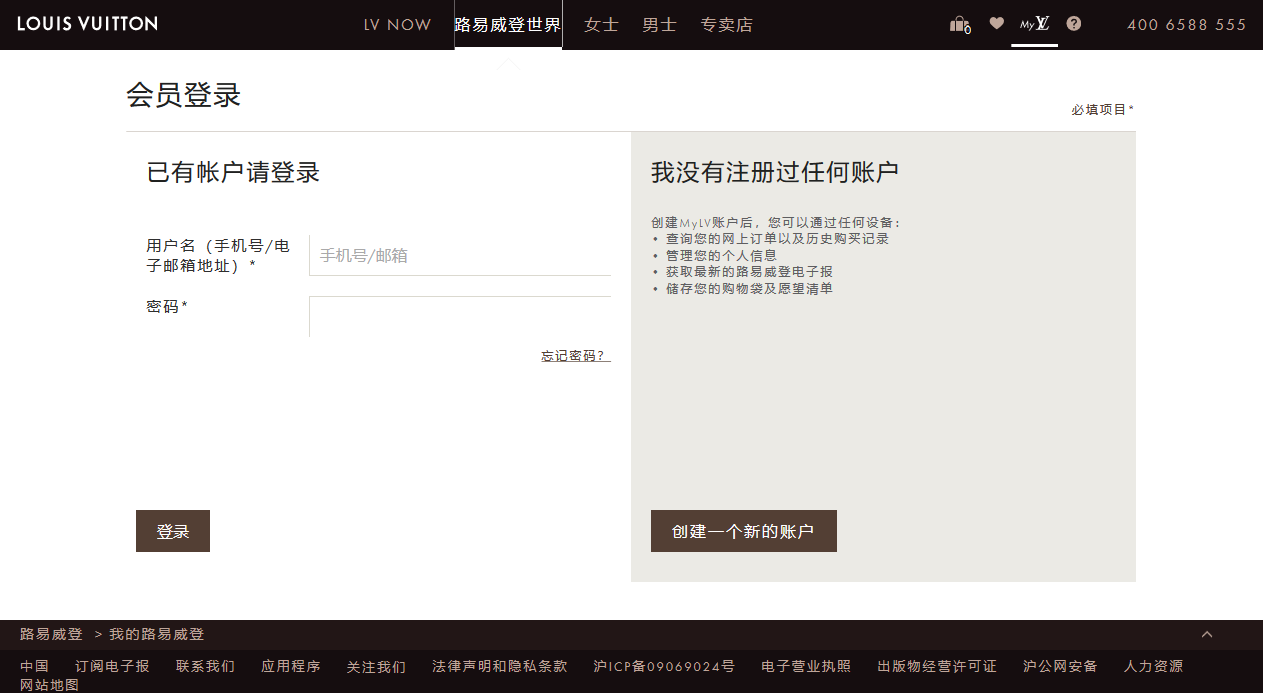 LOUIS VUITTON
LV NOW 路易威登世界 女士 男士 专卖店
0 My LV ? 400 6588 555
会员登录
必填项目*
已有帐户请登录
用户名（手机号/电
子邮箱地址）*
手机号/邮箱
密码*
忘记密码？
登录
我没有注册过任何账户
创建MyLV账户后，您可以通过任何设备：
• 查询您的网上订单以及历史购买记录
• 管理您的个人信息
• 获取最新的路易威登电子报
• 储存您的购物袋及愿望清单
创建一个新的账户
路易威登 > 我的路易威登
中国 订阅电子报 联系我们 应用程序 关注我们 法律声明和隐私条款 沪ICP备09069024号 电子营业执照 出版物经营许可证 沪公网安备 人力资源
网站地图